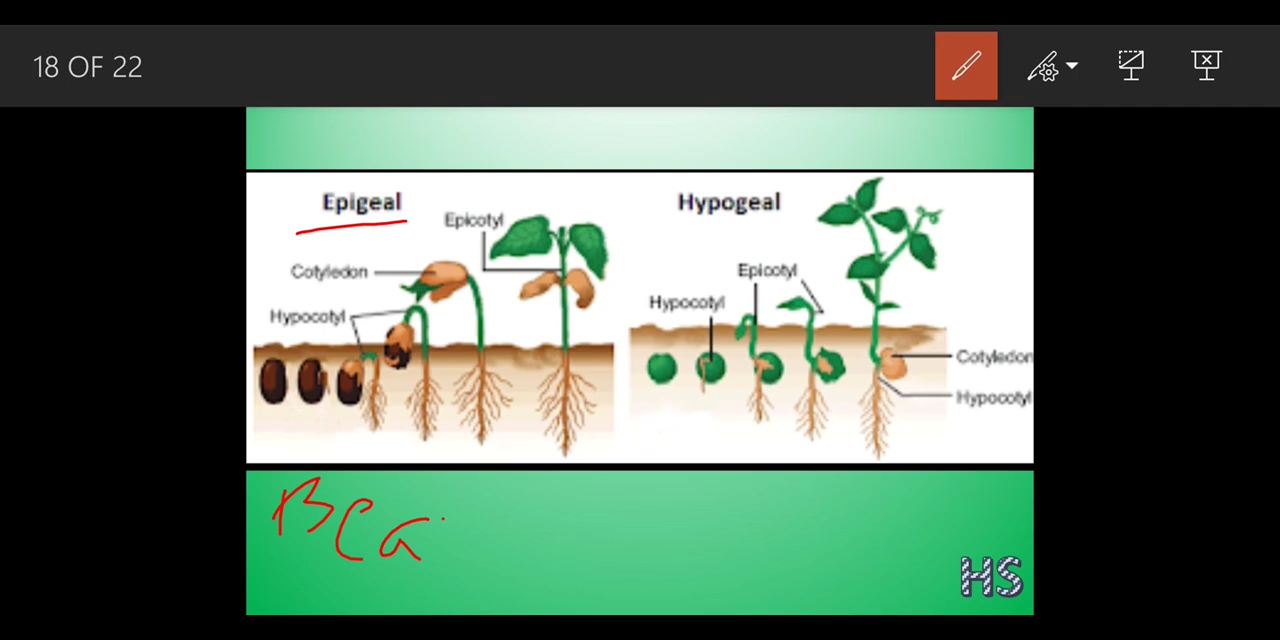 18 OF 22
Epigeal
Hypogeal
Epicotyl
Cotyledon
Hypocotyl
Epicotyl
Hypocotyl
Cotyledon
Hypocotyl
HS